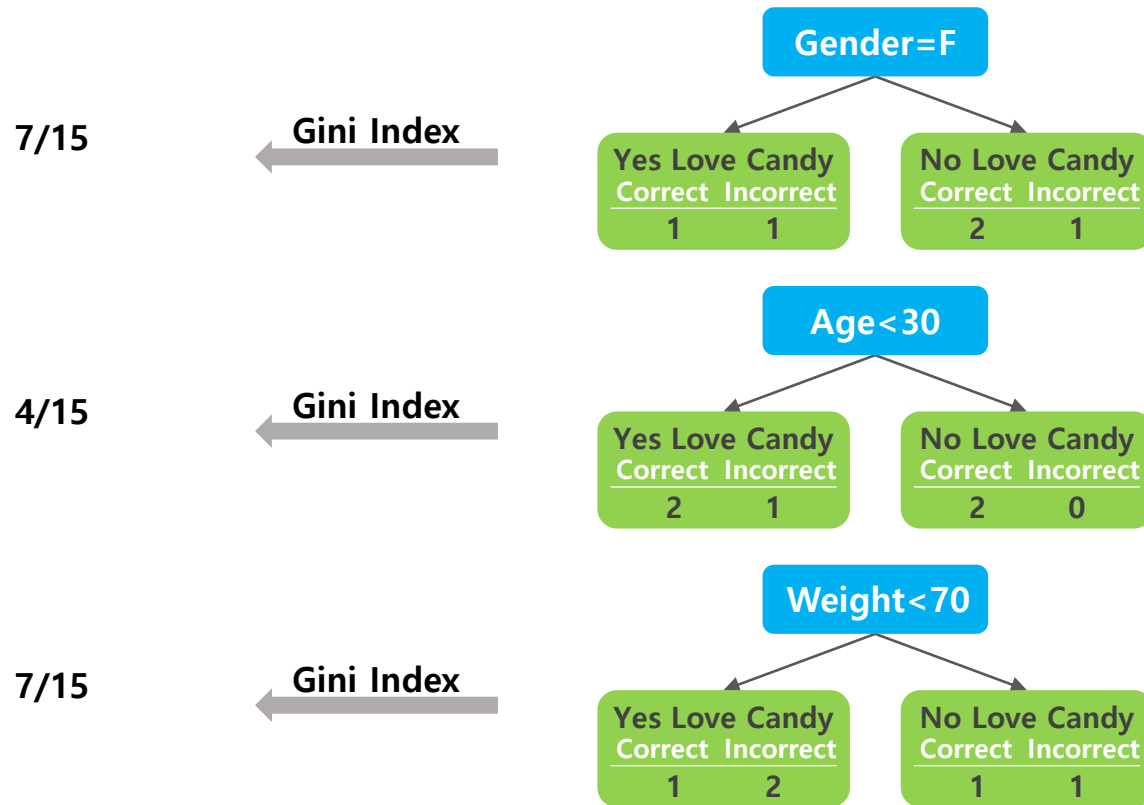 Gender=F
7/15
Gini Index
Yes Love Candy
Correct Incorrect
1 1
No Love Candy
Correct Incorrect
2 1
Age<30
4/15
Gini Index
Yes Love Candy
Correct Incorrect
2 1
No Love Candy
Correct Incorrect
2 0
Weight<70
7/15
Gini Index
Yes Love Candy
Correct Incorrect
1 2
No Love Candy
Correct Incorrect
1 1